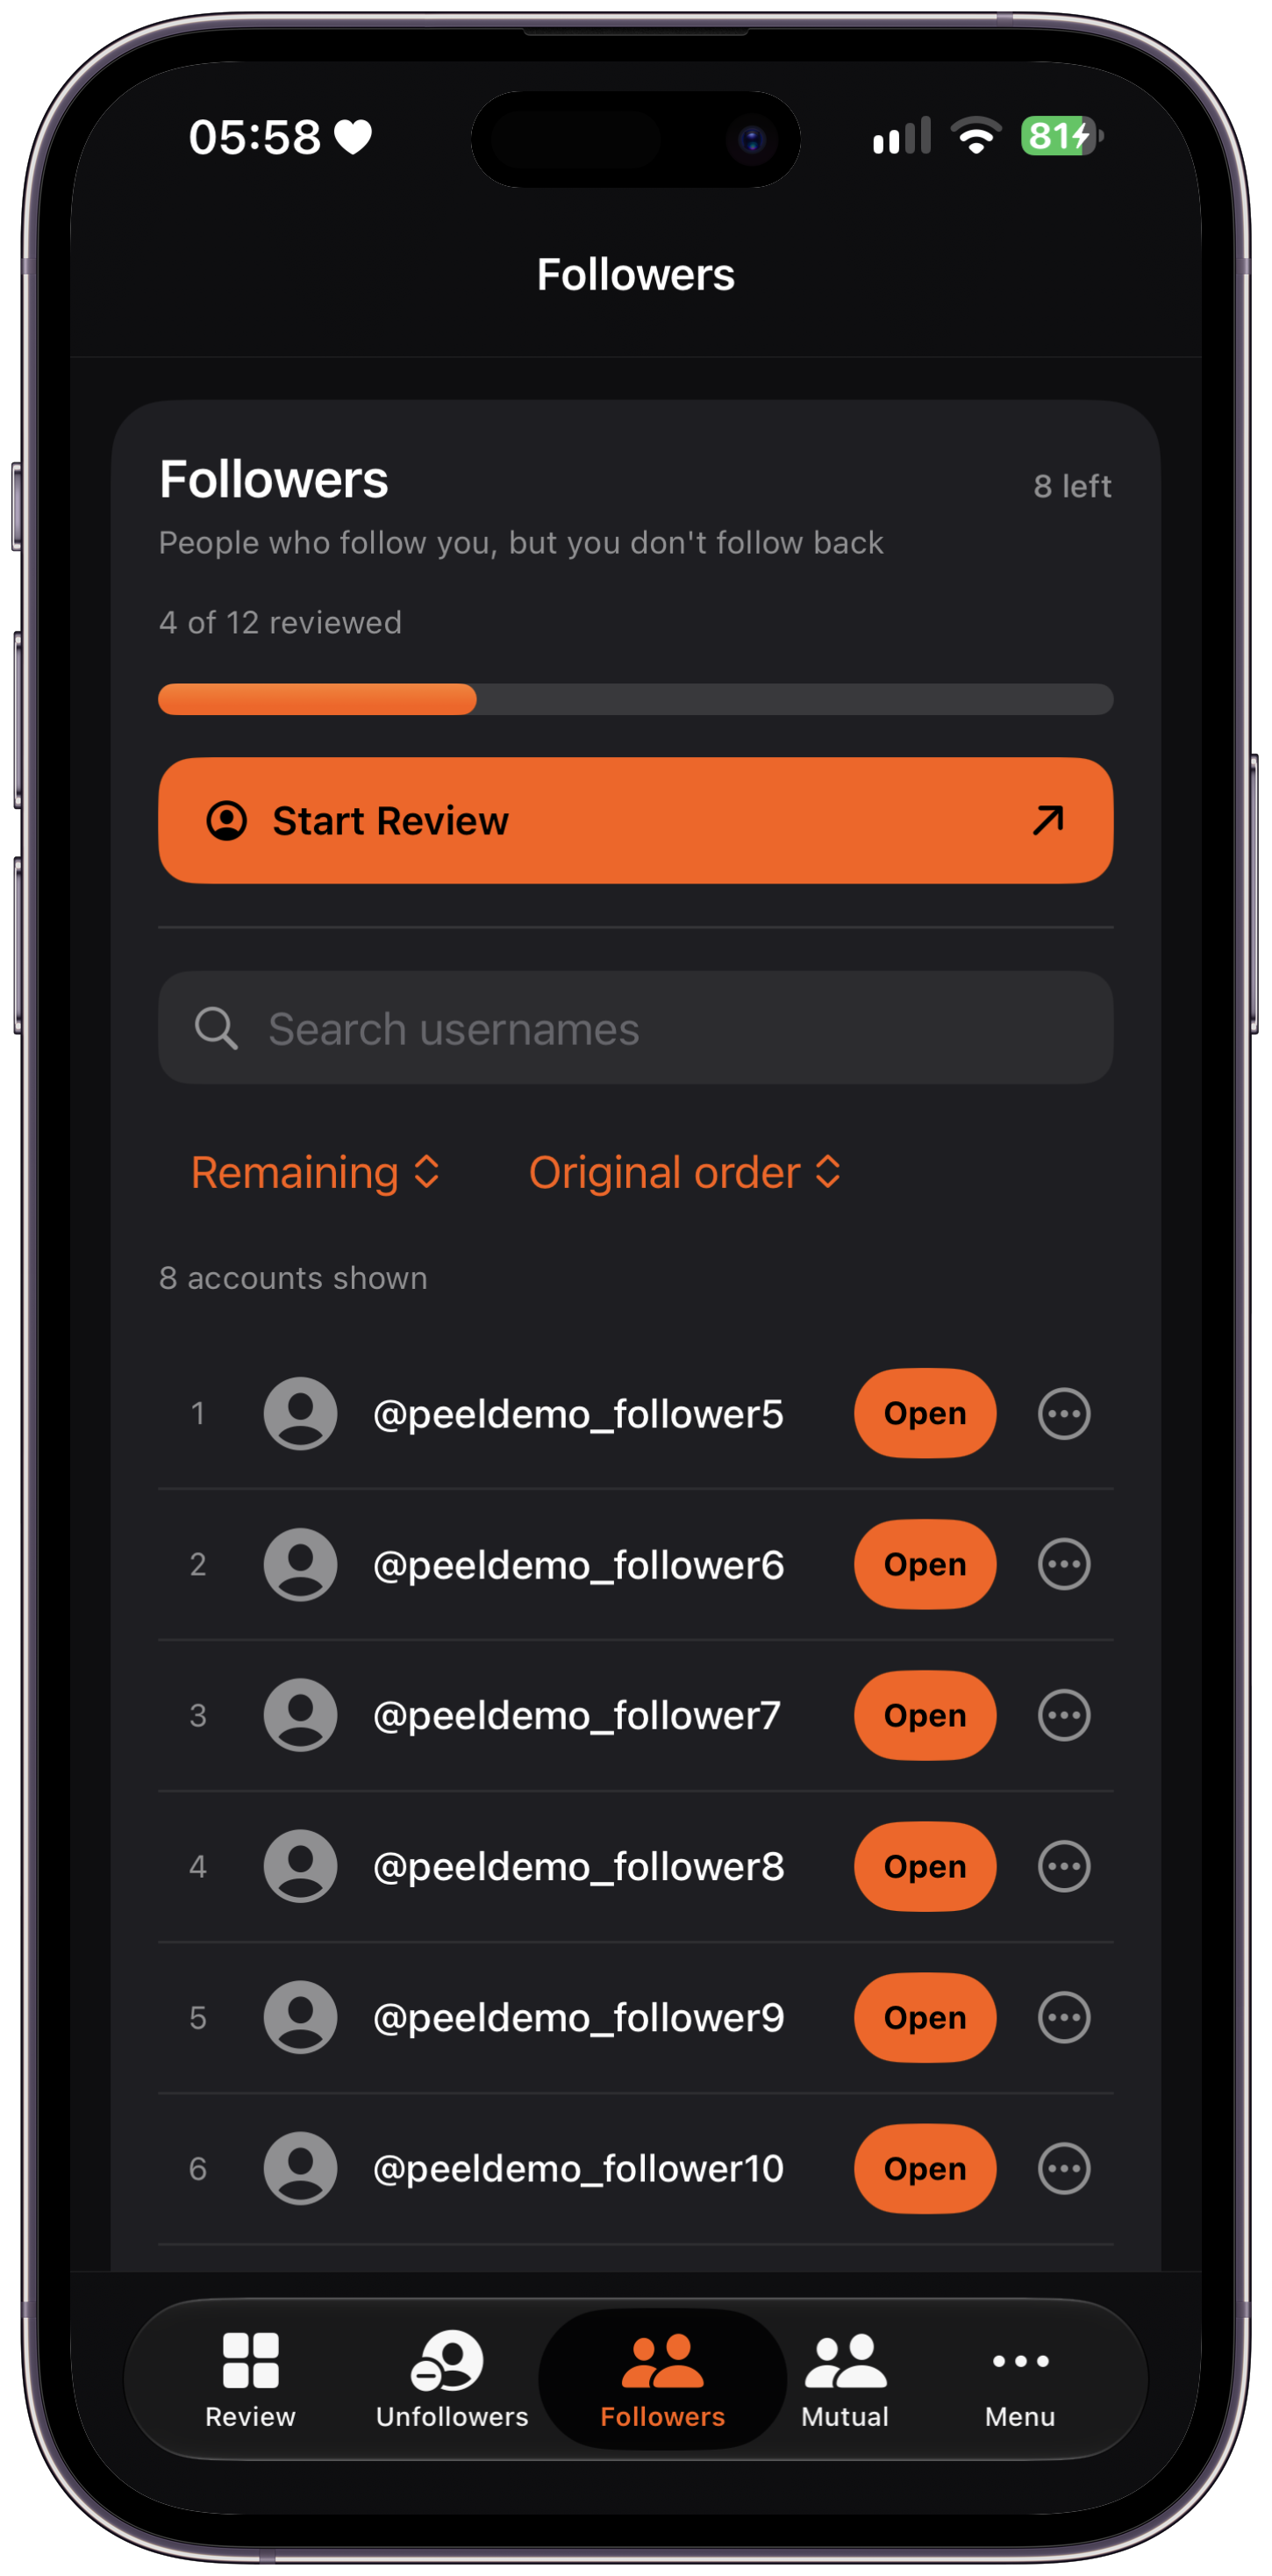 05:58
81
Followers
Followers
8 left
People who follow you, but you don't follow back
4 of 12 reviewed
Start Review
Search usernames
Remaining Original order
8 accounts shown
1 @peeldemo_follower5 Open
2 @peeldemo_follower6 Open
3 @peeldemo_follower7 Open
4 @peeldemo_follower8 Open
5 @peeldemo_follower9 Open
6 @peeldemo_follower10 Open
Review Unfollowers Followers Mutual Menu